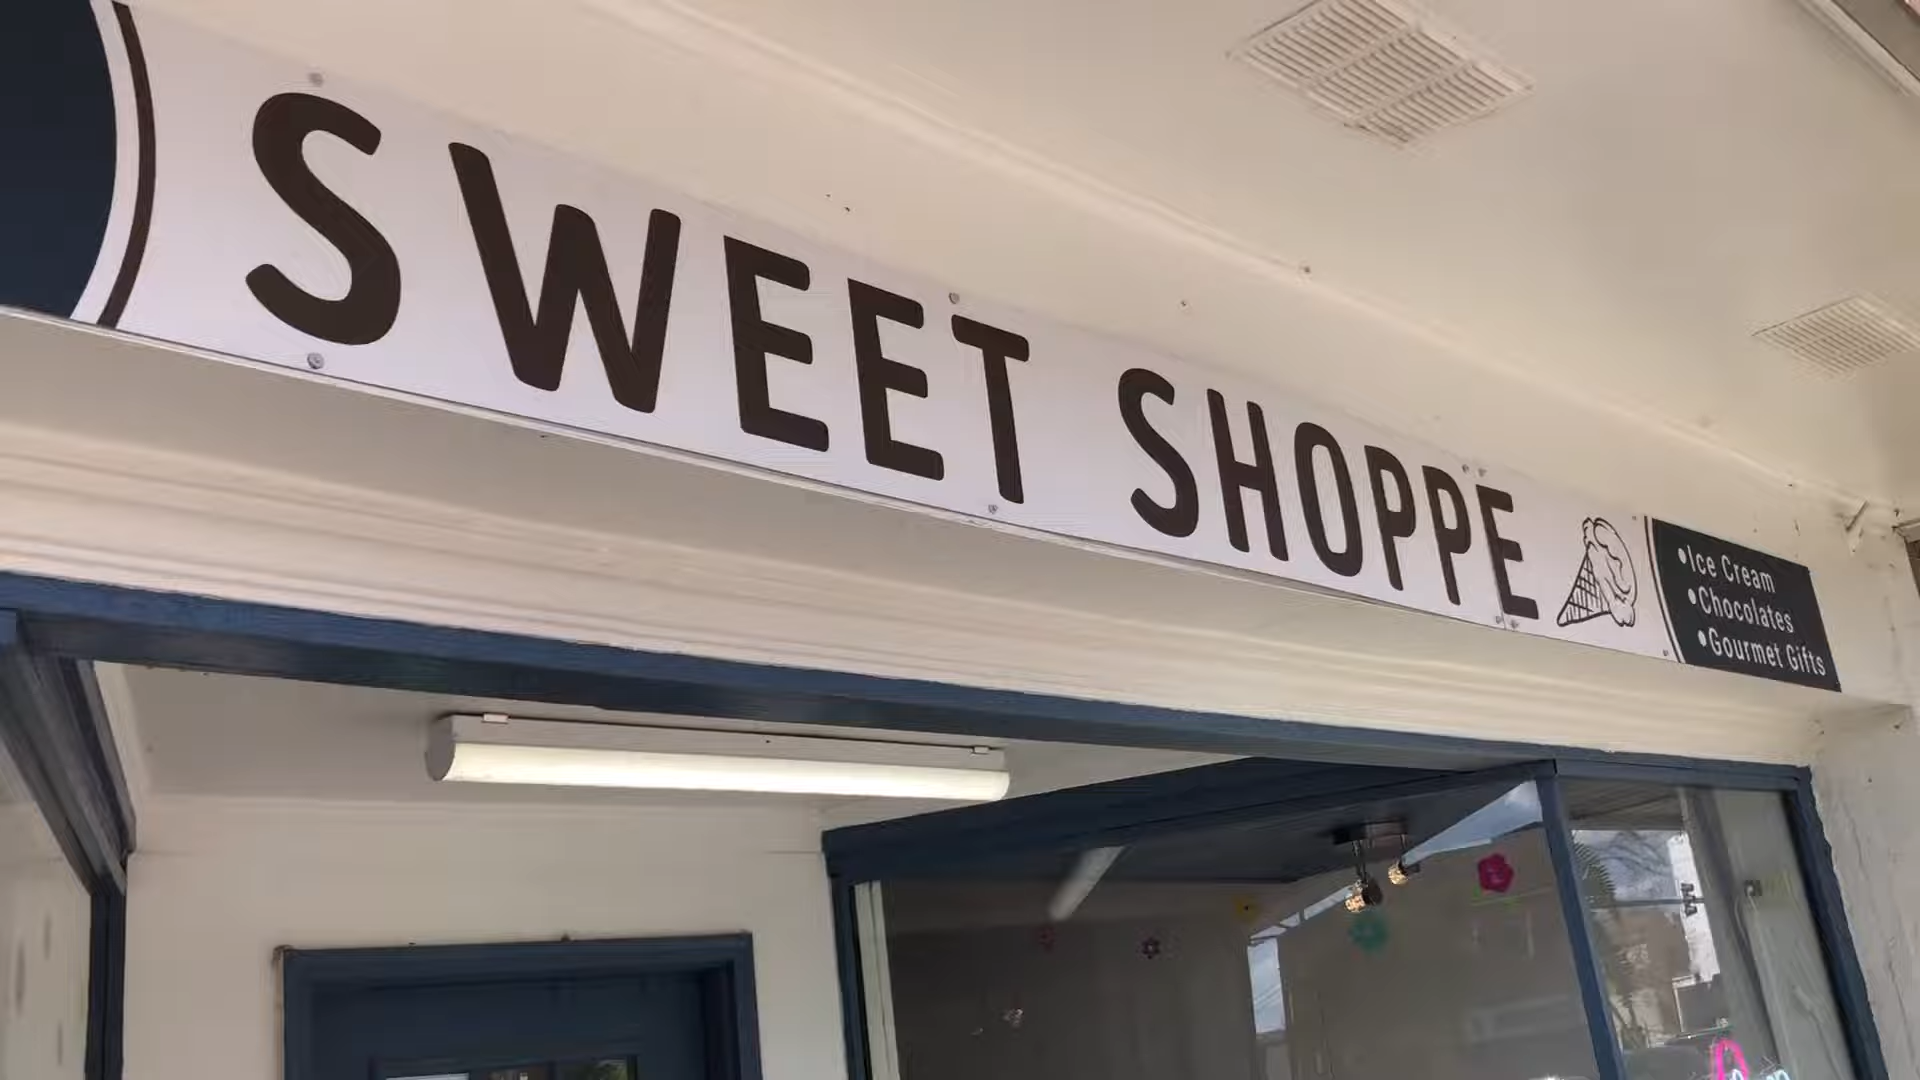 SWEET SHOPPE
•Ice Cream
•Chocolates
•Gourmet Gifts